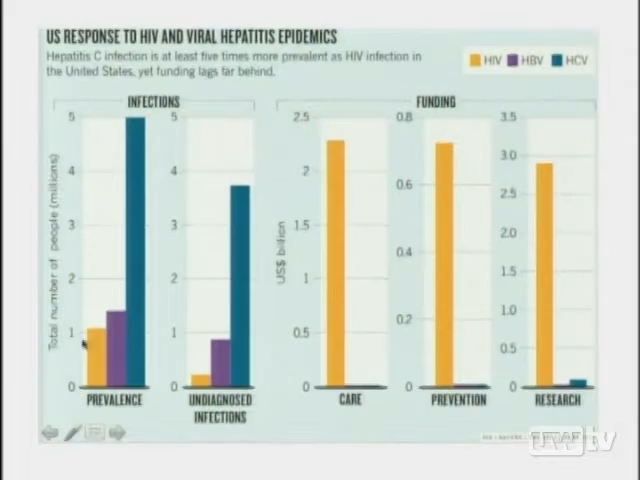 US RESPONSE TO HIV AND VIRAL HEPATITIS EPIDEMICS
Hepatitis C infection is at least five times more prevalent as HIV infection in
the United States, yet funding lags far behind.
HIV HBV HCV
INFECTIONS
FUNDING
Total number of people (millions)
5
4
3
2
1
0
5
4
3
2
1
0
US$ billion
2.5
2
1.5
1
0.5
0
0.8
0.6
0.4
0.2
0
3.5
3.0
2.5
2.0
1.5
1.0
0.5
0
PREVALENCE
UNDIAGNOSED
INFECTIONS
CARE
PREVENTION
RESEARCH
UWtv